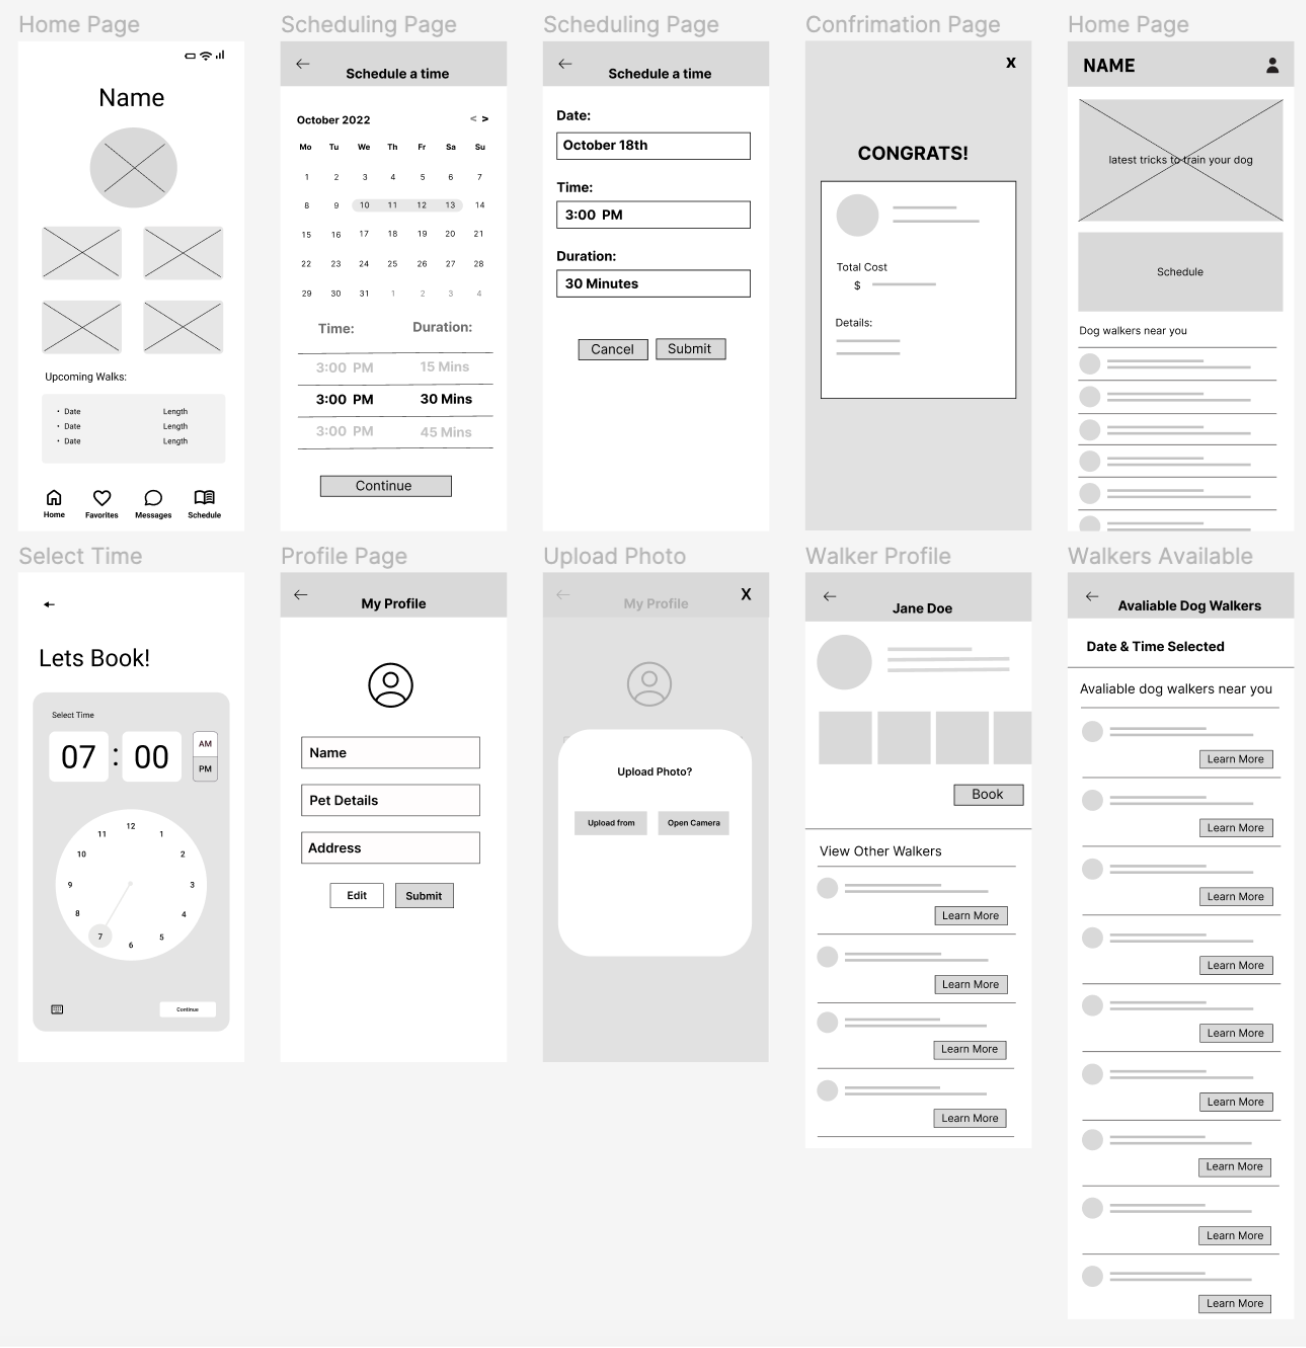 Home Page
Name
Upcoming Walks:
• Date Length
• Date Length
• Date Length
Home Favorites Messages Schedule
Scheduling Page
←
Schedule a time
October 2022 < >
Mo Tu We Th Fr Sa Su
1 2 3 4 5 6 7
8 9 10 11 12 13 14
15 16 17 18 19 20 21
22 23 24 25 26 27 28
29 30 31 1 2 3 4
Time: Duration:
3:00 PM 15 Mins
3:00 PM 30 Mins
3:00 PM 45 Mins
Continue
Scheduling Page
←
Schedule a time
Date:
October 18th
Time:
3:00 PM
Duration:
30 Minutes
Cancel Submit
Confrimation Page
X
CONGRATS!
Total Cost
$
Details:
Home Page
NAME
latest tricks to train your dog
Schedule
Dog walkers near you
Select Time
←
Lets Book!
Select Time
07 : 00 AM
PM
12
11 1
10 2
9 3
8 4
7 5
6
Continue
Profile Page
←
My Profile
Name
Pet Details
Address
Edit Submit
Upload Photo
← X
My Profile
Upload Photo?
Upload from Open Camera
Walker Profile
←
Jane Doe
Book
View Other Walkers
Learn More
Learn More
Learn More
Learn More
Walkers Available
←
Avaliable Dog Walkers
Date & Time Selected
Avaliable dog walkers near you
Learn More
Learn More
Learn More
Learn More
Learn More
Learn More
Learn More
Learn More
Learn More